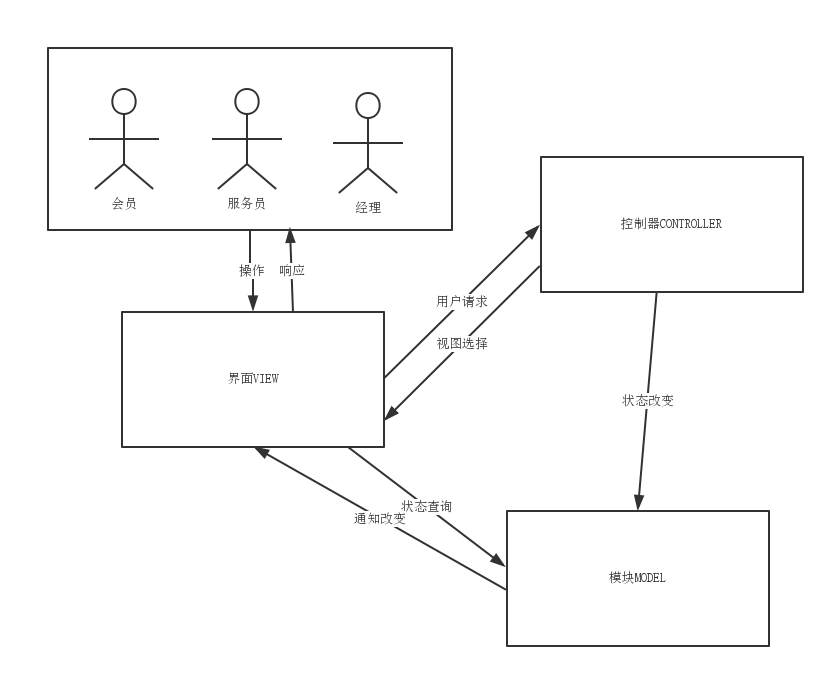 会员
服务员
经理
操作
响应
控制器CONTROLLER
用户请求
视图选择
界面VIEW
状态改变
状态查询
通知改变
模块MODEL